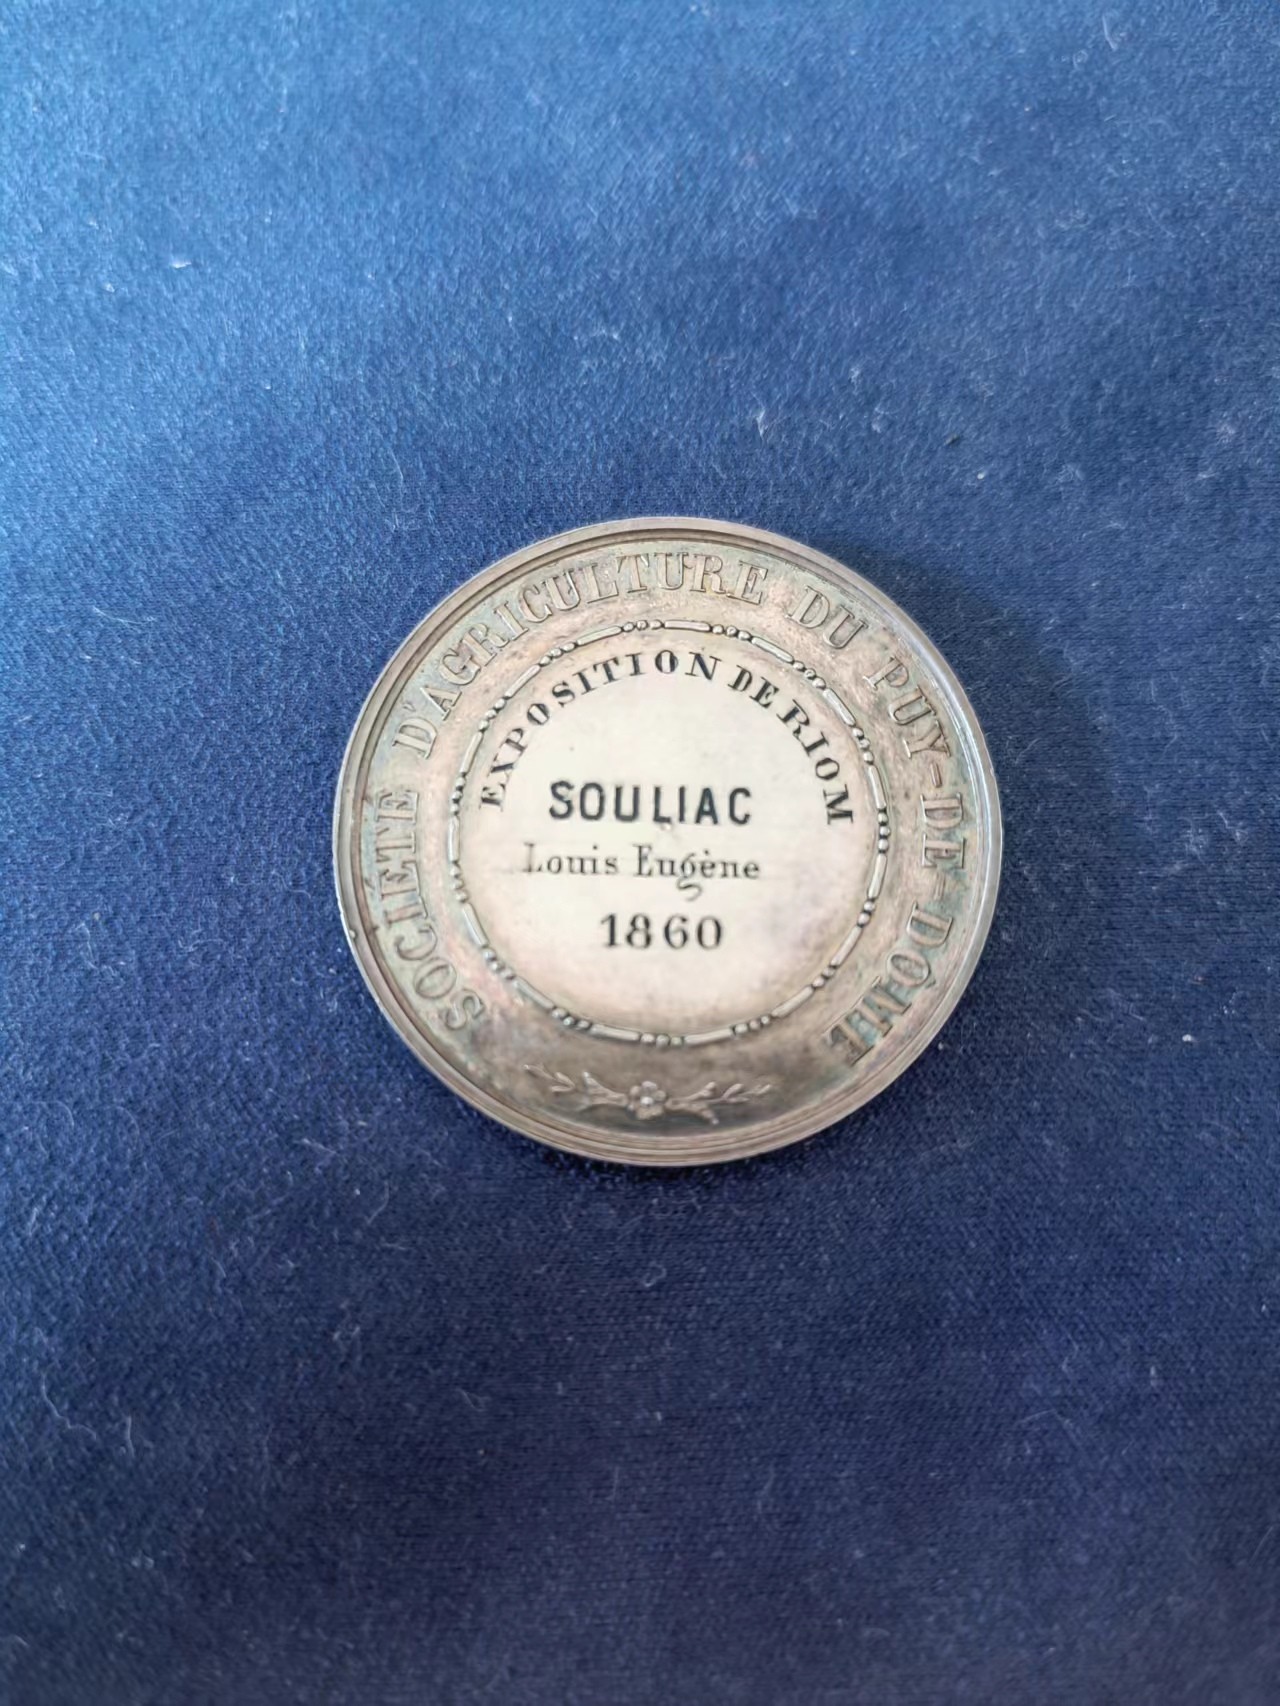 SOCIÉTÉ D'AGRICULTURE DU PUY-DE-DÔME
EXPOSITION DE RIOM
SOULIAC
Louis Eugène
1860